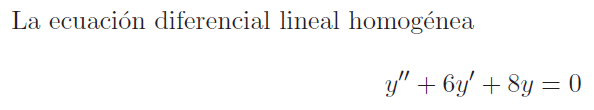 La ecuación diferencial lineal homogénea
y'' + 6y' + 8y = 0